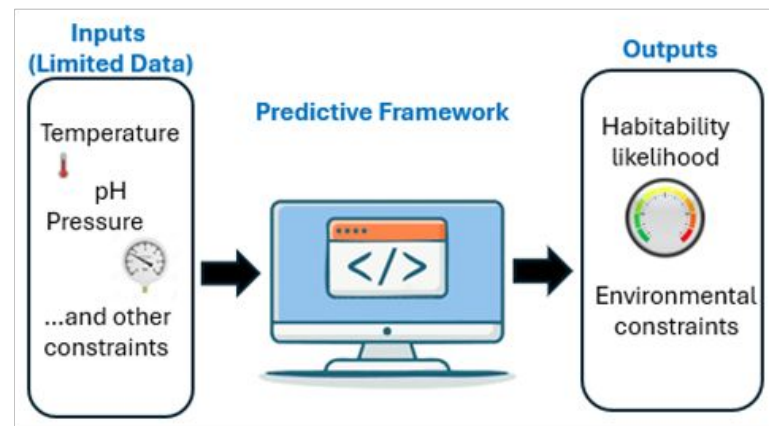 Inputs
(Limited Data)
Temperature
pH
Pressure
...and other
constraints
Predictive Framework
</>
Outputs
Habitability
likelihood
Environmental
constraints